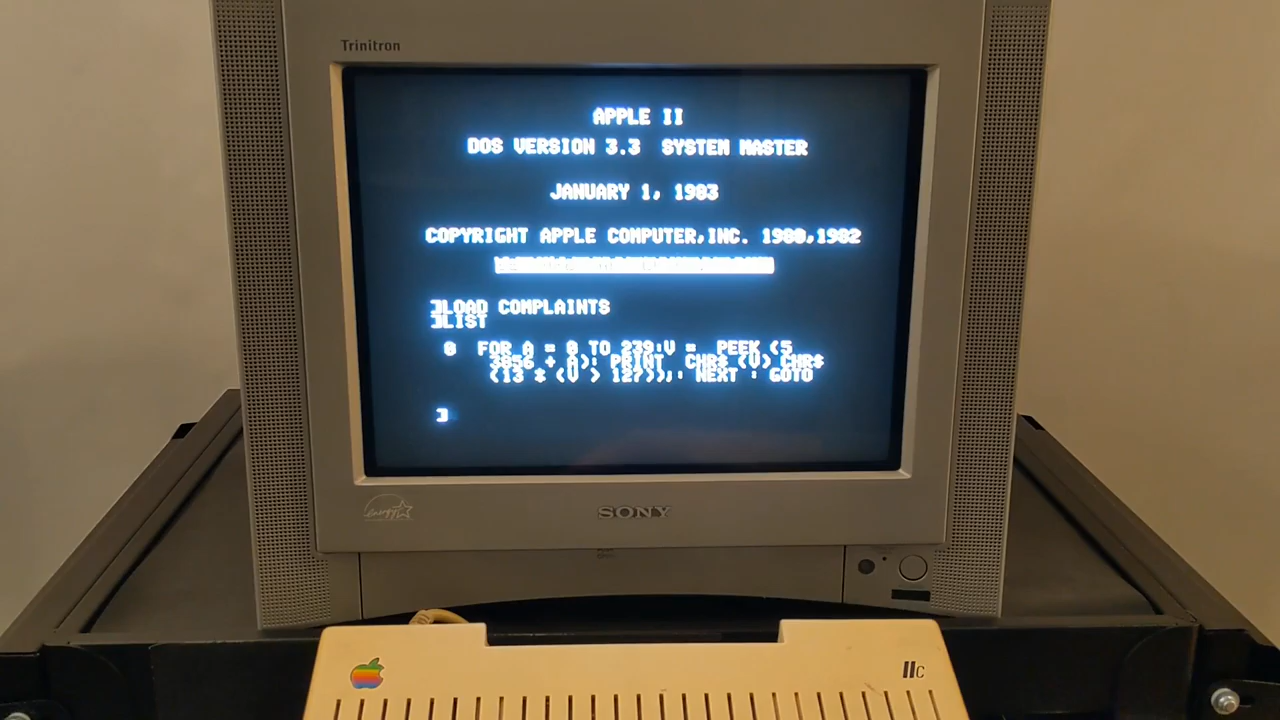 Trinitron
APPLE II
DOS VERSION 3.3 SYSTEM MASTER
JANUARY 1, 1983
COPYRIGHT APPLE COMPUTER,INC. 1980,1982
]LOAD COMPLAINTS
]LIST
0 FOR A = 0 TO 239:V = PEEK (5
3856 + A): PRINT CHR$ (V) CHR$
(13 * (V > 127));: NEXT : GOTO
]
energy
SONY
IIc